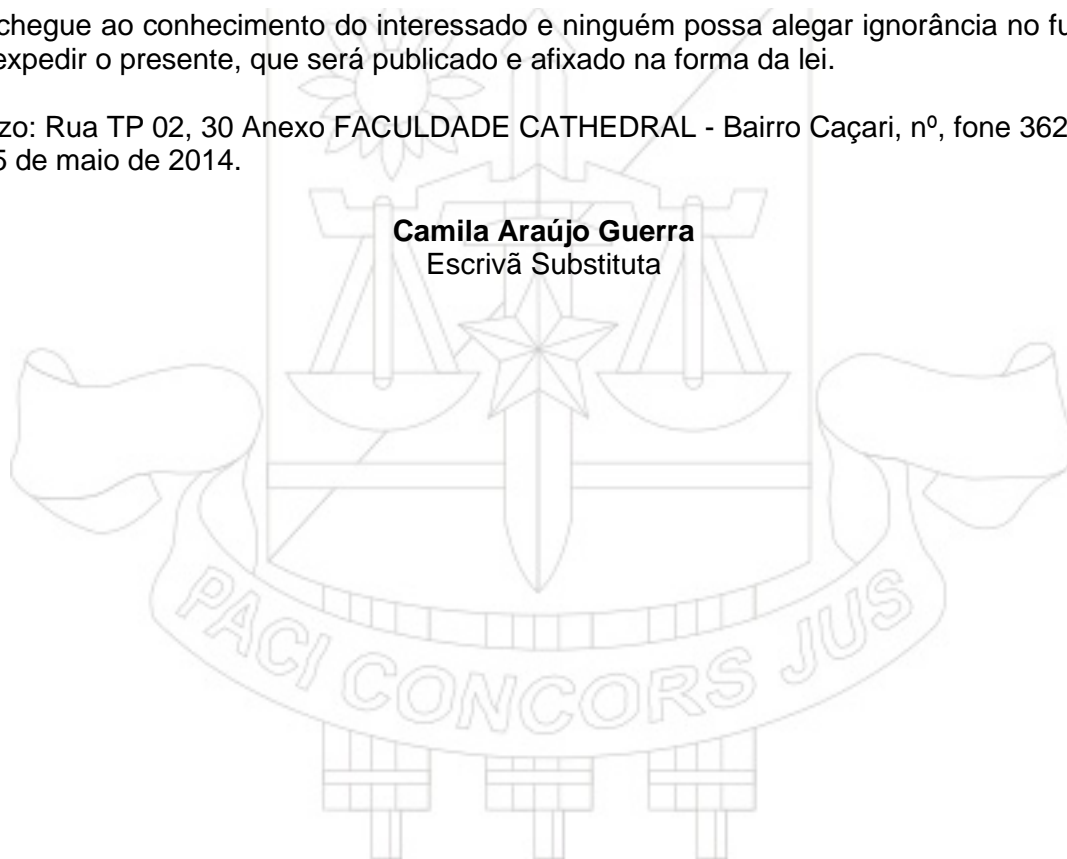 chegue ao conhecimento do interessado e ninguém possa alegar ignorância no fu
expedir o presente, que será publicado e afixado na forma da lei.
zo: Rua TP 02, 30 Anexo FACULDADE CATHEDRAL - Bairro Caçari, nº, fone 362
5 de maio de 2014.
Camila Araújo Guerra
Escrivã Substituta
PACI CONCORS JUS